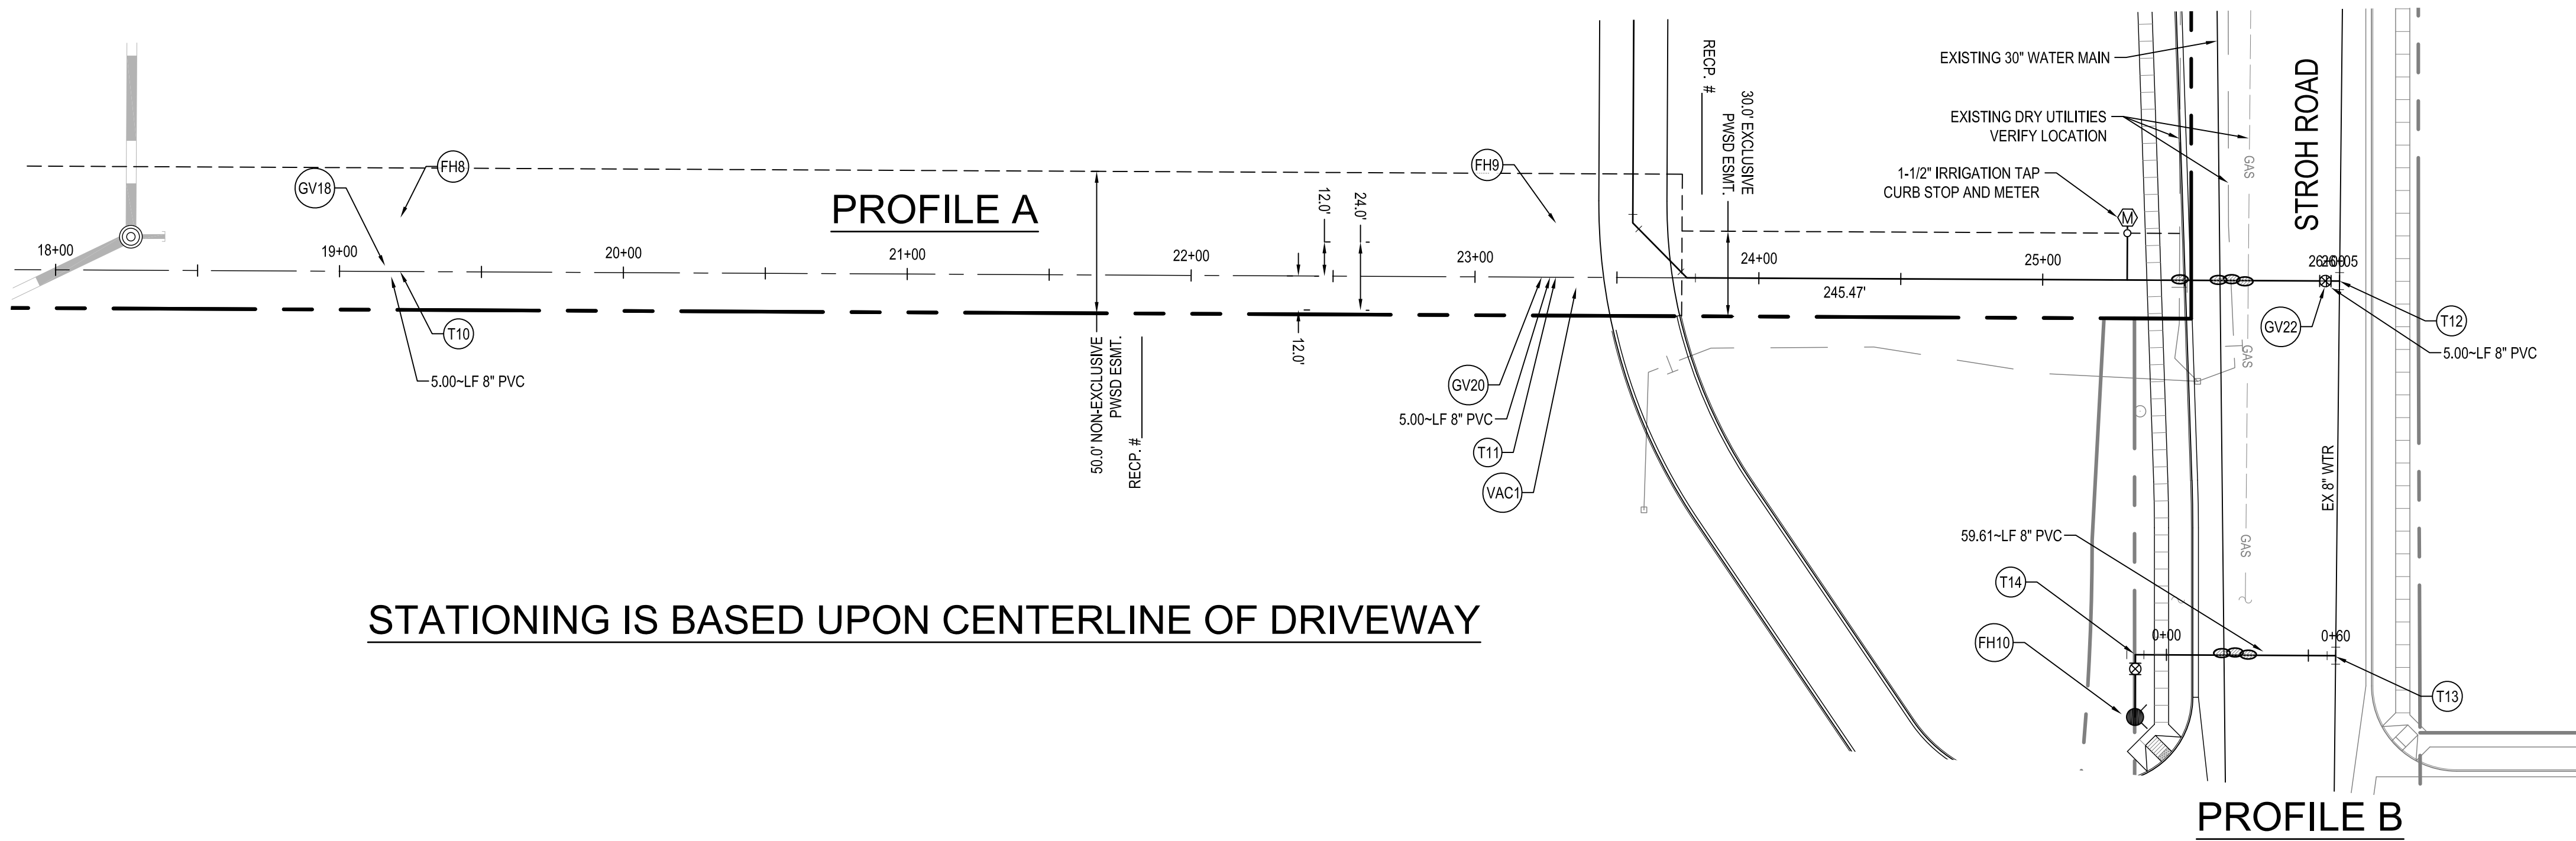 PROFILE A
STATIONING IS BASED UPON CENTERLINE OF DRIVEWAY
18+00
19+00
20+00
21+00
22+00
23+00
24+00
25+00
26+05
GV18
FH8
T10
5.00~LF 8" PVC
50.0' NON-EXCLUSIVE
PWSD ESMT.
RECP. #
12.0'
24.0'
12.0'
FH9
GV20
5.00~LF 8" PVC
T11
VAC1
RECP. #
30.0' EXCLUSIVE
PWSD ESMT.
245.47'
EXISTING 30" WATER MAIN
EXISTING DRY UTILITIES
VERIFY LOCATION
1-1/2" IRRIGATION TAP
CURB STOP AND METER
M
GAS
GAS
GAS
STROH ROAD
GV22
T12
5.00~LF 8" PVC
EX 8" WTR
59.61~LF 8" PVC
T14
FH10
0+00
0+60
T13
PROFILE B